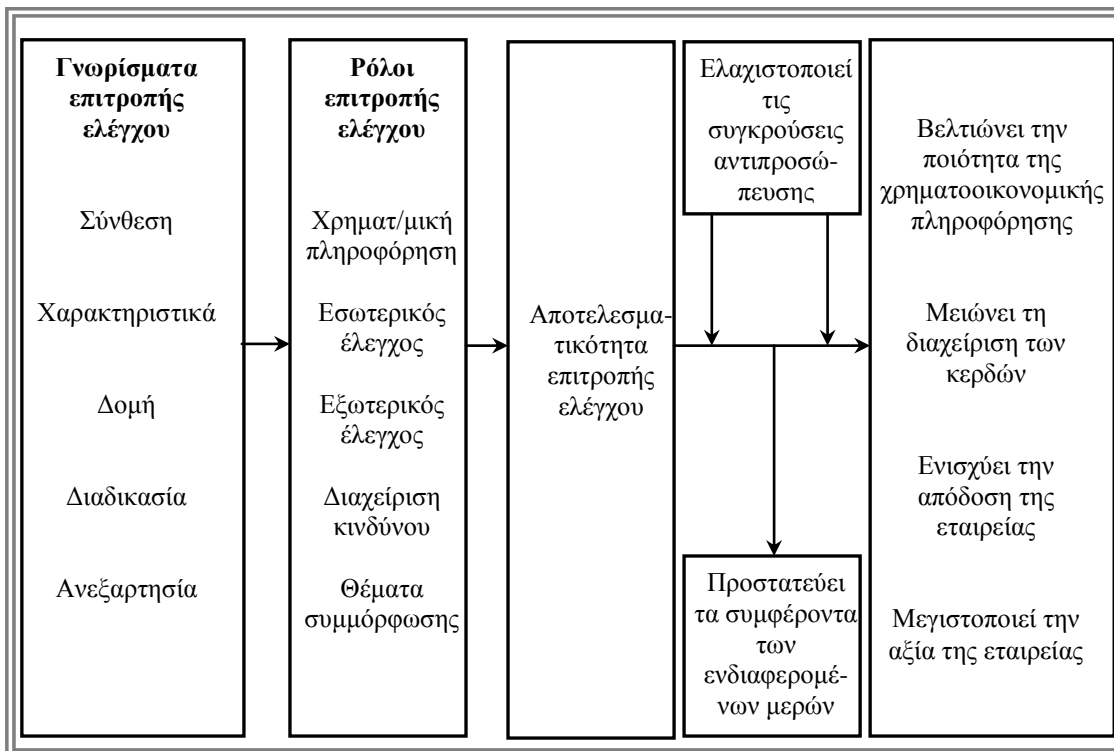 Γνωρίσματα
επιτροπής
ελέγχου
Σύνθεση
Χαρακτηριστικά
Δομή
Διαδικασία
Ανεξαρτησία
Ρόλοι
επιτροπής
ελέγχου
Χρηματ/μική
πληροφόρηση
Εσωτερικός
έλεγχος
Εξωτερικός
έλεγχος
Διαχείριση
κινδύνου
Θέματα
συμμόρφωσης
Αποτελεσμα-
τικότητα
επιτροπής
ελέγχου
Ελαχιστοποιεί
τις
συγκρούσεις
αντιπροσώ-
πευσης
Προστατεύει
τα συμφέροντα
των
ενδιαφερομέ-
νων μερών
Βελτιώνει την
ποιότητα της
χρηματοοικονομικής
πληροφόρησης
Μειώνει τη
διαχείριση των
κερδών
Ενισχύει την
απόδοση της
εταιρείας
Μεγιστοποιεί την
αξία της εταιρείας